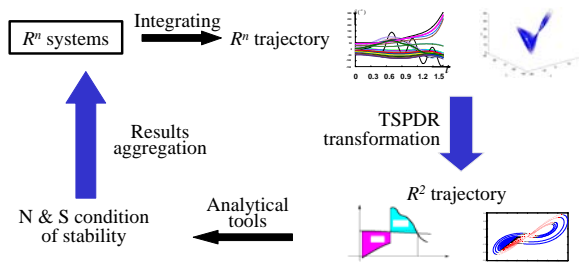 Integrating
Rⁿ systems
Rⁿ trajectory
0 0.3 0.6 0.9 1.2 1.5
Results
aggregation
TSPDR
transformation
R² trajectory
N & S condition
of stability
Analytical
tools